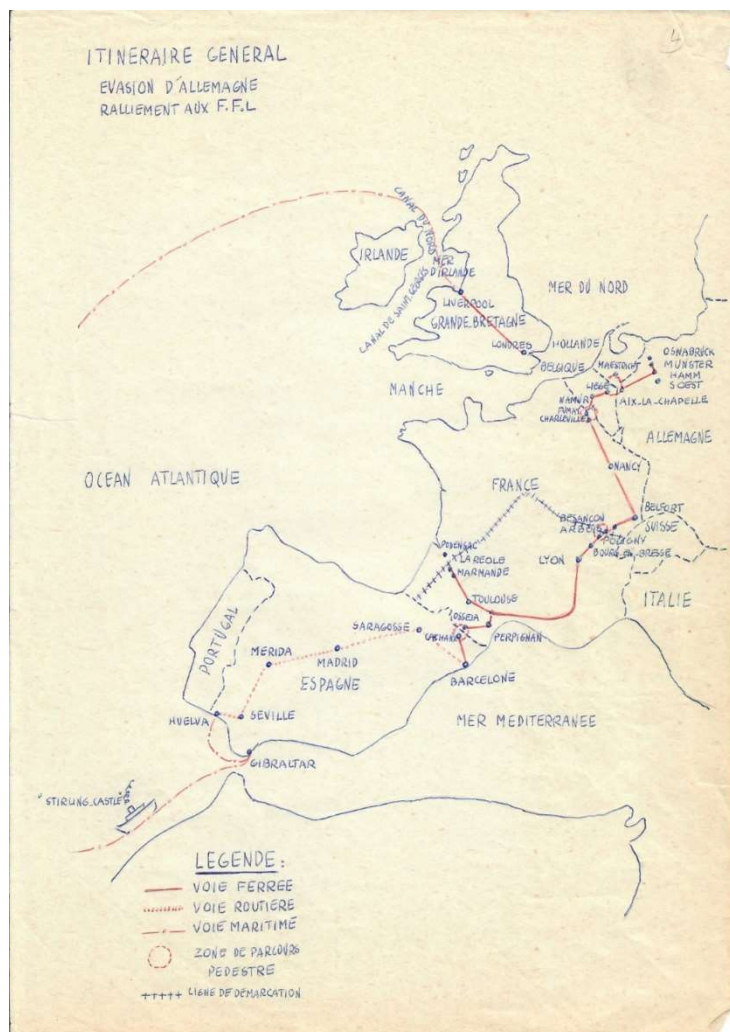 4
ITINERAIRE GENERAL
EVASION D'ALLEMAGNE
RALLIEMENT AUX F.F.L
CANAL DU NORD
IRLANDE
MER
D'IRLANDE
CANAL DE SAINT GEORGES
LIVERPOOL
GRANDE-BRETAGNE
LONDRES
MER DU NORD
HOLLANDE
BELGIQUE
MAESTRICHT
OSNABRÜCK
MUNSTER
HAMM
SOEST
LIEGE
AIX-LA-CHAPELLE
NAMUR
FUMAY
CHARLEVILLE
MANCHE
ALLEMAGNE
NANCY
OCEAN ATLANTIQUE
FRANCE
BELFORT
BESANCON
SUISSE
ARBOIS
POLIGNY
BOURG-EN-BRESSE
LYON
PODENSAC
LA REOLE
MARMANDE
ITALIE
TOULOUSE
OSSEJA
PERPIGNAN
SARAGOSSE
PORTUGAL
MERIDA
MADRID
ESPAGNE
BARCELONE
HUELVA
SEVILLE
MER MEDITERRANEE
GIBRALTAR
"STIRLING-CASTLE"
LEGENDE:
VOIE FERREE
VOIE ROUTIERE
VOIE MARITIME
ZONE DE PARCOURS
PEDESTRE
LIGNE DE DEMARCATION